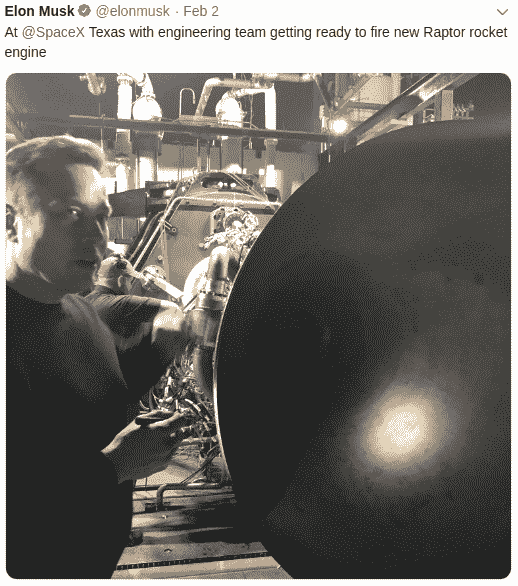 Elon Musk @elonmusk · Feb 2
At @SpaceX Texas with engineering team getting ready to fire new Raptor rocket
engine